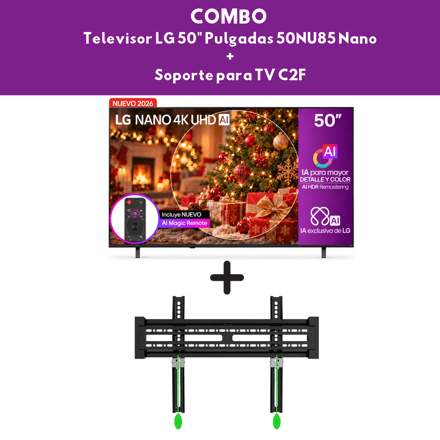 COMBO
Televisor LG 50" Pulgadas 50NU85 Nano
+
Soporte para TV C2F
NUEVO 2026
LG NANO 4K UHD AI
50”
AI
IA para mayor
DETALLE Y COLOR
AI HDR Remastering
Incluye NUEVO
AI Magic Remote
AI
IA exclusiva de LG
+